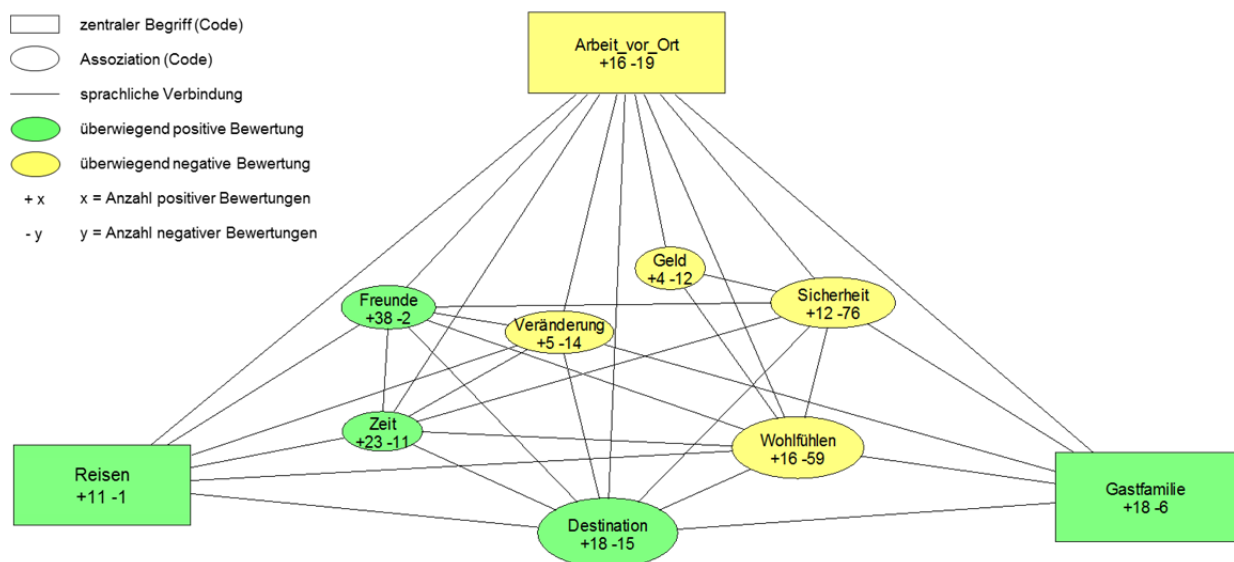 zentraler Begriff (Code)
Assoziation (Code)
sprachliche Verbindung
überwiegend positive Bewertung
überwiegend negative Bewertung
+ x x = Anzahl positiver Bewertungen
- y y = Anzahl negativer Bewertungen
Arbeit_vor_Ort
+16 -19
Geld
+4 -12
Freunde
+38 -2
Sicherheit
+12 -76
Veränderung
+5 -14
Zeit
+23 -11
Wohlfühlen
+16 -59
Reisen
+11 -1
Gastfamilie
+18 -6
Destination
+18 -15